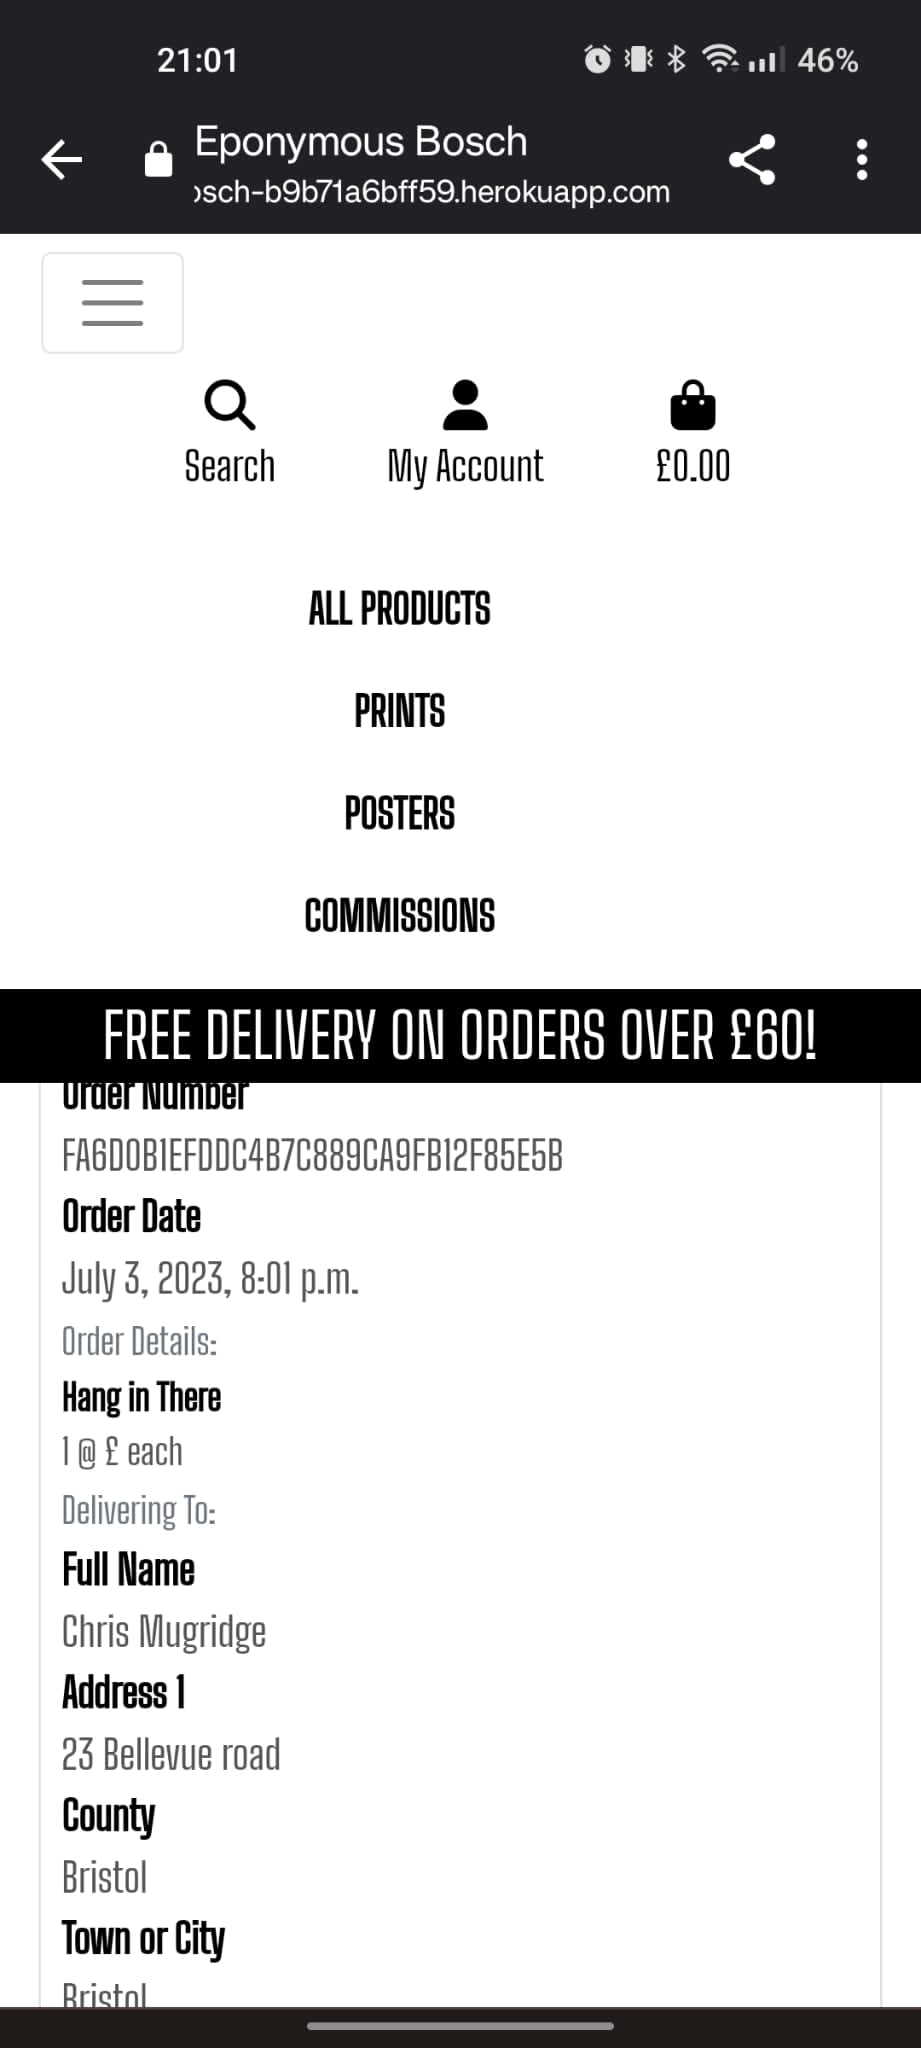 21:01
46%
Eponymous Bosch
osch-b9b71a6bff59.herokuapp.com
Search
My Account
£0.00
ALL PRODUCTS
PRINTS
POSTERS
COMMISSIONS
FREE DELIVERY ON ORDERS OVER £60!
Order Number
FA6D0B1EFDDC4B7C889CA9FB12F85E5B
Order Date
July 3, 2023, 8:01 p.m.
Order Details:
Hang in There
1 @ £ each
Delivering To:
Full Name
Chris Mugridge
Address 1
23 Bellevue road
County
Bristol
Town or City
Bristol